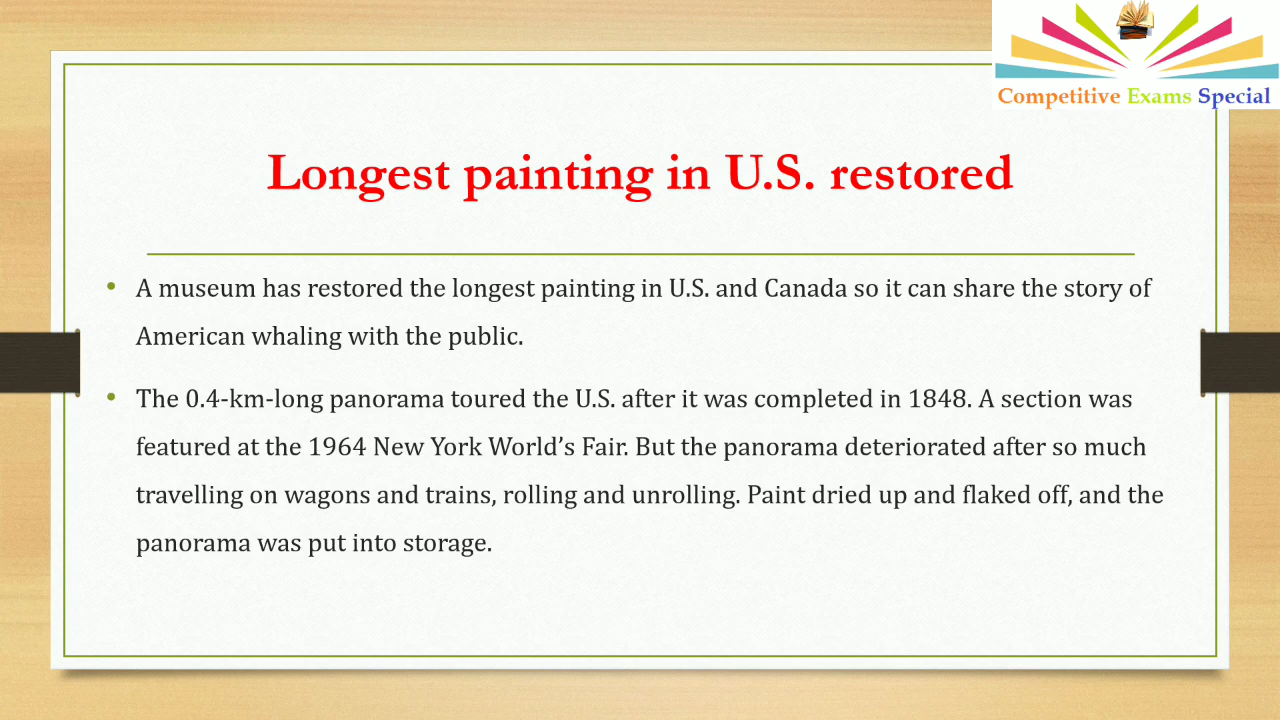 Competitive Exams Special
Longest painting in U.S. restored
• A museum has restored the longest painting in U.S. and Canada so it can share the story of
American whaling with the public.
• The 0.4-km-long panorama toured the U.S. after it was completed in 1848. A section was
featured at the 1964 New York World’s Fair. But the panorama deteriorated after so much
travelling on wagons and trains, rolling and unrolling. Paint dried up and flaked off, and the
panorama was put into storage.